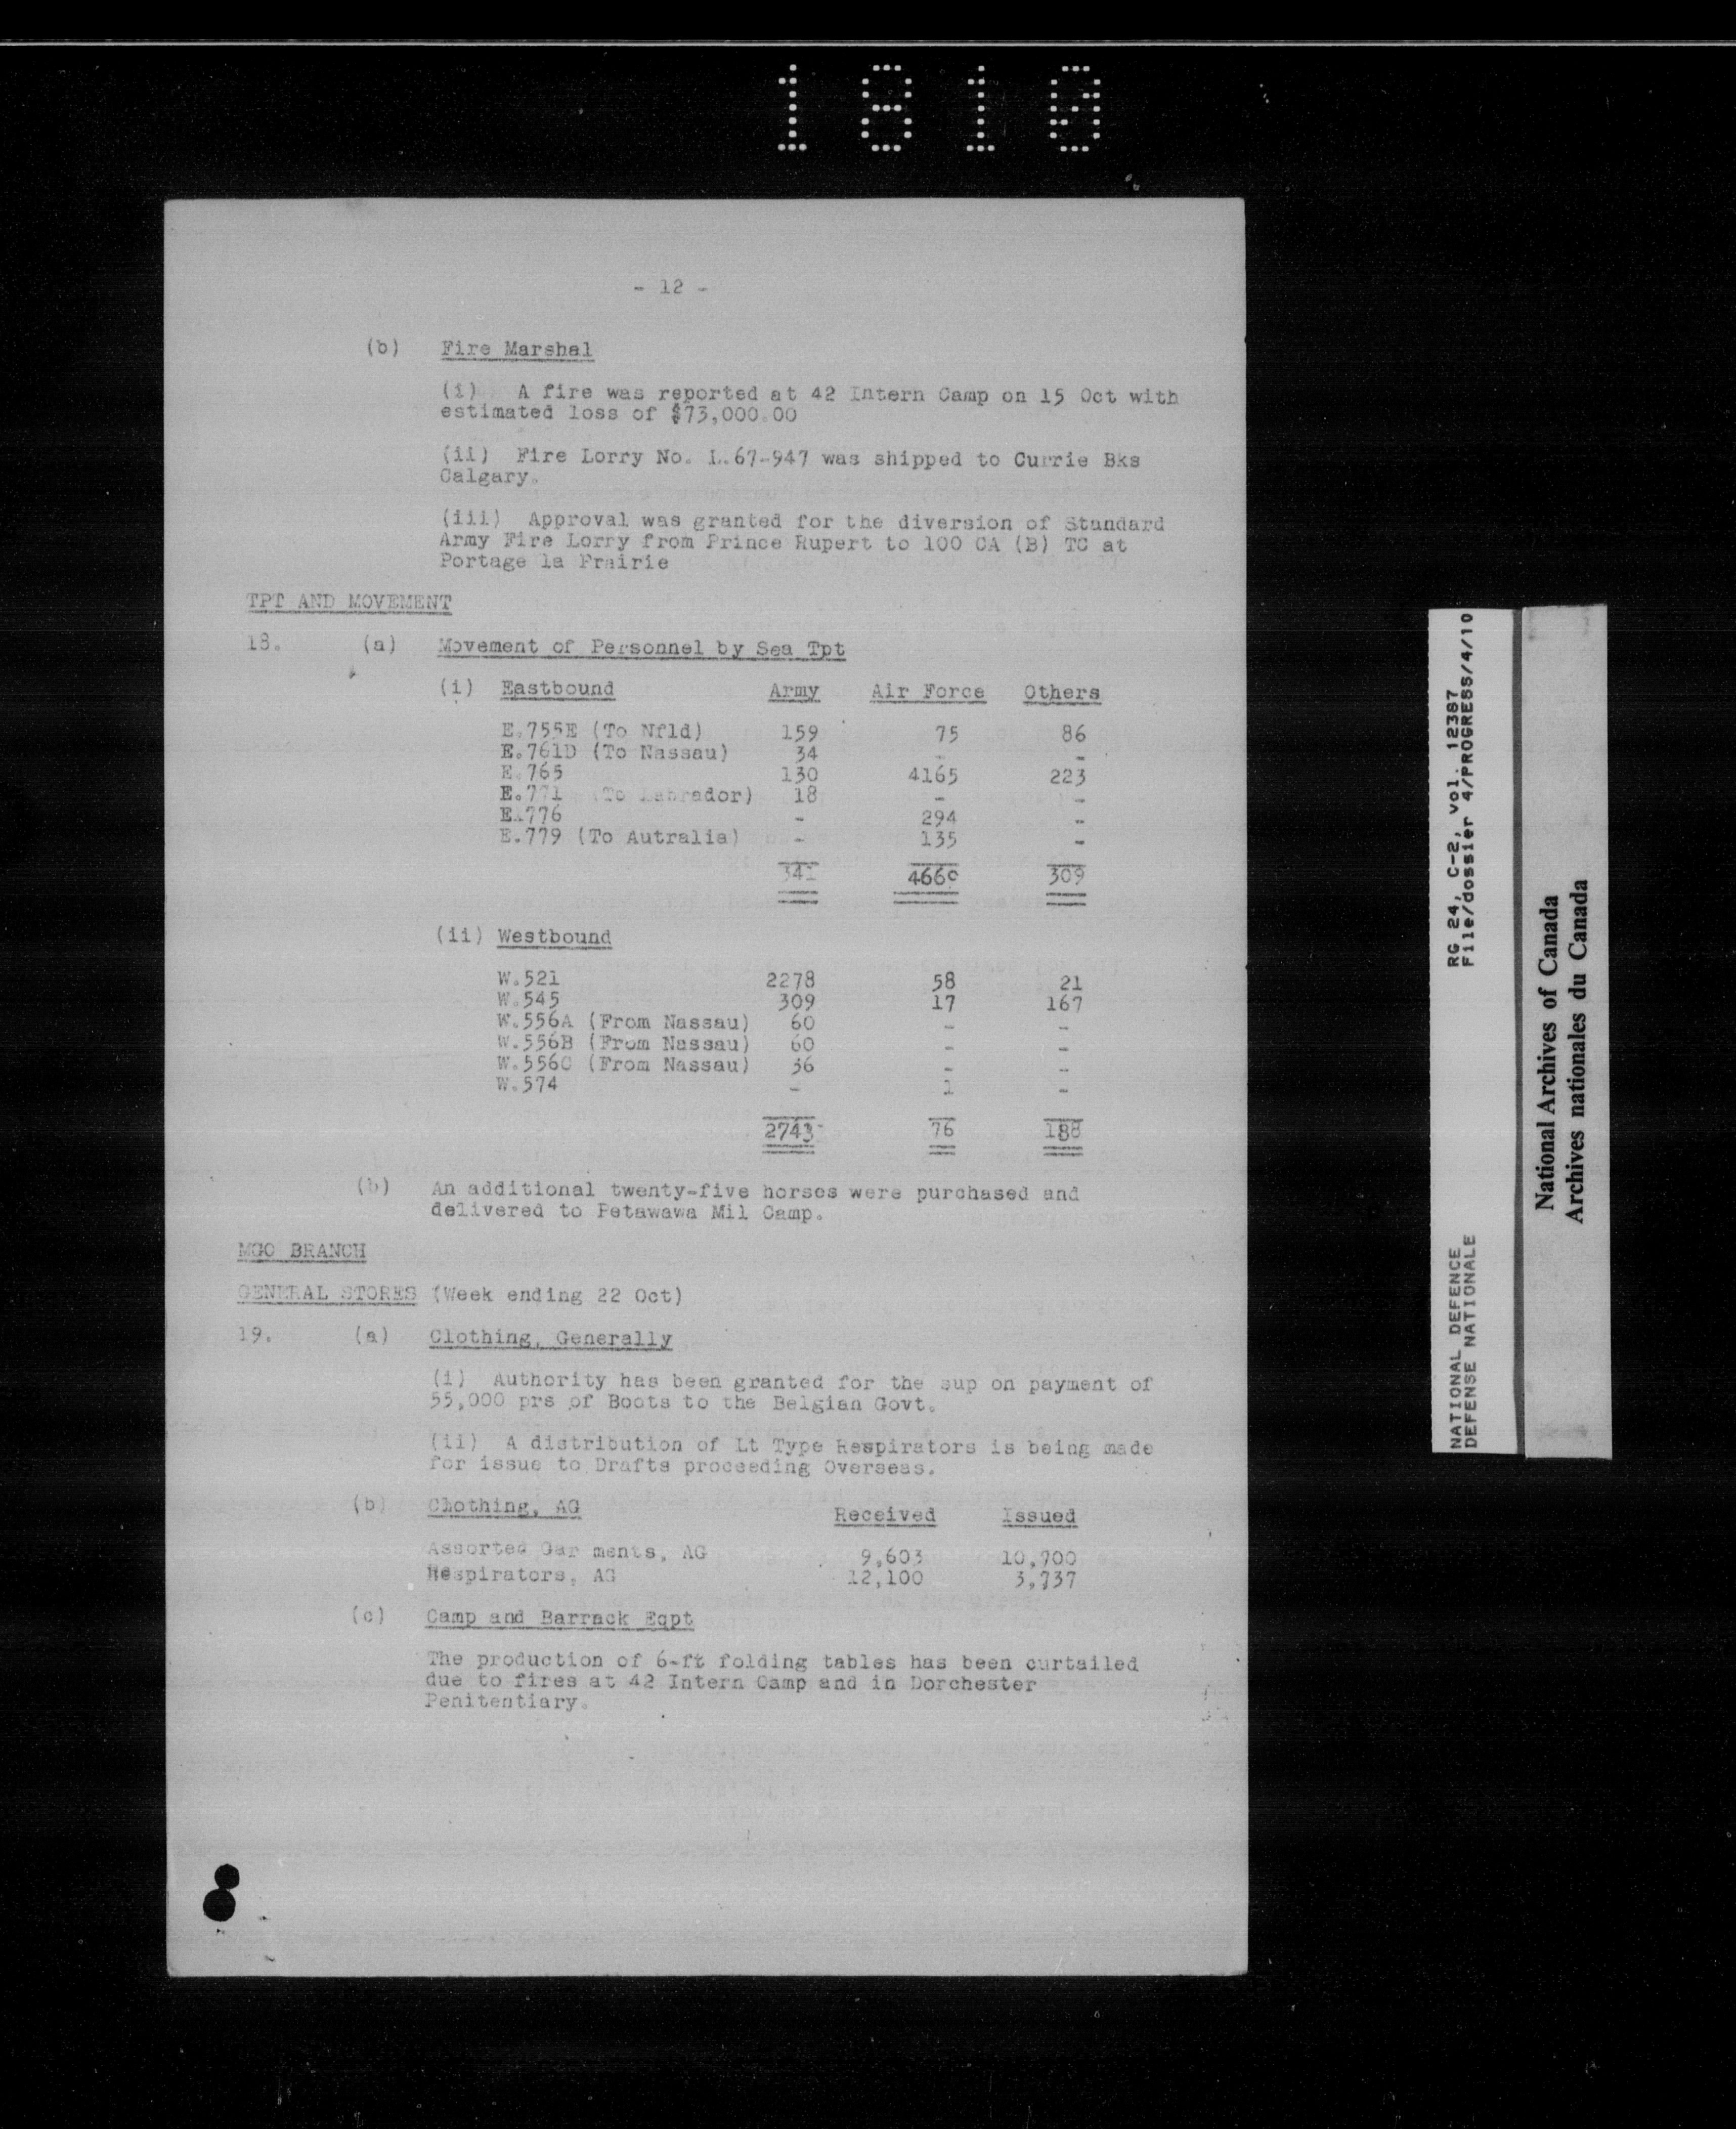 1810
- 12 -
(b) Fire Marshal
(i) A fire was reported at 42 Intern Camp on 15 Oct with
estimated loss of $73,000.00
(ii) Fire Lorry No. L.67-947 was shipped to Currie Bks
Calgary.
(iii) Approval was granted for the diversion of Standard
Army Fire Lorry from Prince Rupert to 100 CA (B) TC at
Portage la Prairie
TPT AND MOVEMENT
18. (a) Movement of Personnel by Sea Tpt
(i) Eastbound Army Air Force Others
E.755E (To Nfld) 159 75 86
E.761D (To Nassau) 34 - -
E.765 130 4165 223
E.771 (To Labrador) 18 - -
E.776 - 294 -
E.779 (To Autralia) - 135 -
341 4669 309
(ii) Westbound
W.521 2278 58 21
W.545 309 17 167
W.556A (From Nassau) 60 - -
W.556B (From Nassau) 60 - -
W.556C (From Nassau) 36 - -
W.574 - 1 -
2743 76 188
(b) An additional twenty-five horses were purchased and
delivered to Petawawa Mil Camp.
MGO BRANCH
GENERAL STORES (Week ending 22 Oct)
19. (a) Clothing, Generally
(i) Authority has been granted for the sup on payment of
55,000 prs of Boots to the Belgian Govt.
(ii) A distribution of Lt Type Respirators is being made
for issue to Drafts proceeding Overseas.
(b) Clothing, AG Received Issued
Assorted Gar ments, AG 9,603 10,700
Respirators, AG 12,100 3,737
(c) Camp and Barrack Eqpt
The production of 6-ft folding tables has been curtailed
due to fires at 42 Intern Camp and in Dorchester
Penitentiary.
RG 24, C-2, vol. 12387
File/dossier 4/PROGRESS/4/10
NATIONAL DEFENCE
DEFENSE NATIONALE
National Archives of Canada
Archives nationales du Canada